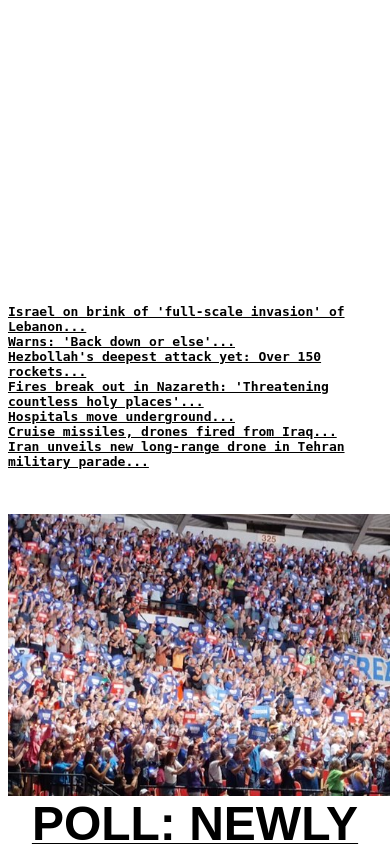 Israel on brink of 'full-scale invasion' of
Lebanon...
Warns: 'Back down or else'...
Hezbollah's deepest attack yet: Over 150
rockets...
Fires break out in Nazareth: 'Threatening
countless holy places'...
Hospitals move underground...
Cruise missiles, drones fired from Iraq...
Iran unveils new long-range drone in Tehran
military parade...
325
POLL: NEWLY